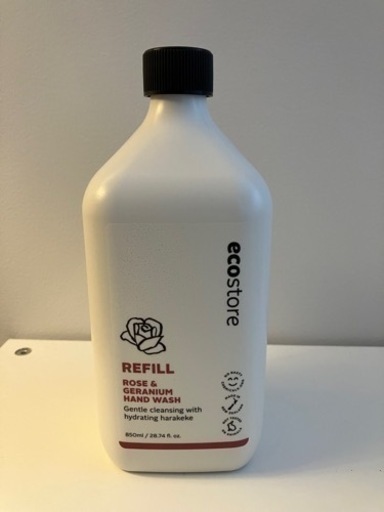 ecostore
REFILL
ROSE &
GERANIUM
HAND WASH
Gentle cleansing with
hydrating harakeke
850ml / 28.74 fl. oz.